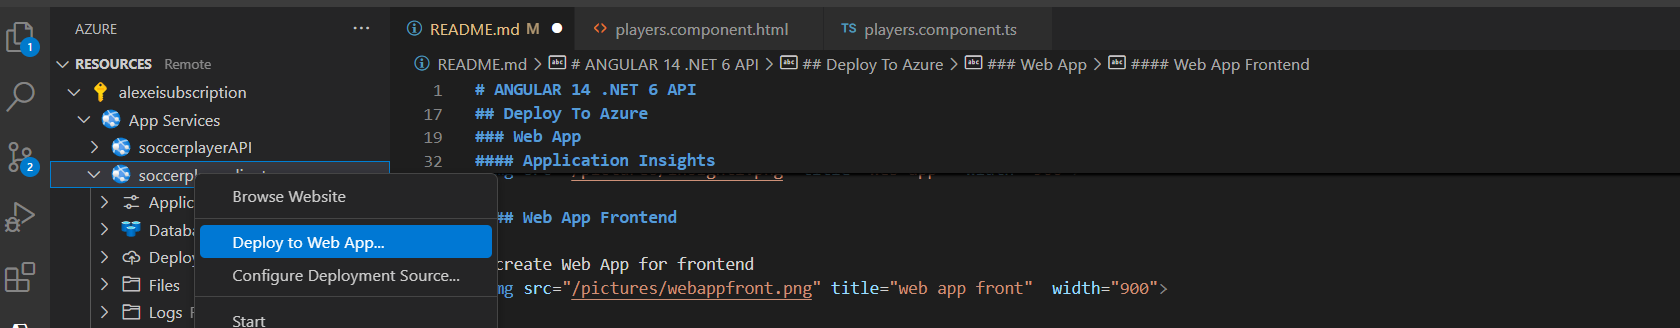 AZURE ···
README.md M
players.component.html
TS players.component.ts
RESOURCES Remote
README.md > # ANGULAR 14 .NET 6 API > ## Deploy To Azure > ### Web App > #### Web App Frontend
alexeisubscription
App Services
soccerplayerAPI
Applic
Databa
Deploy
Files
Logs
1 # ANGULAR 14 .NET 6 API
17 ## Deploy To Azure
19 ### Web App
32 #### Application Insights
## Web App Frontend
create Web App for frontend
mg src="/pictures/webappfront.png" title="web app front" width="900">
Browse Website
Deploy to Web App...
Configure Deployment Source...
Start
1
2